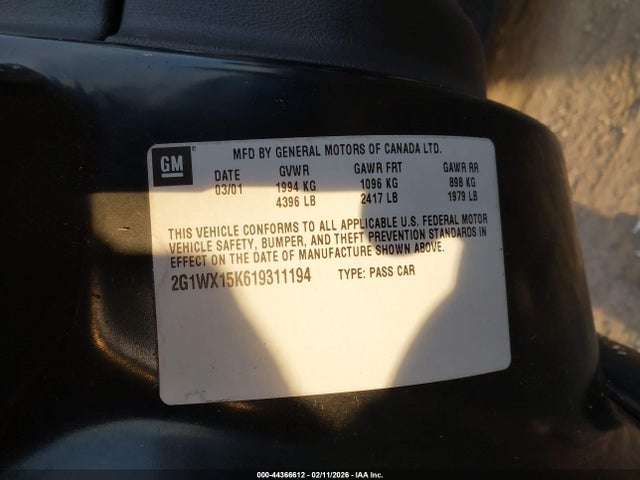 GM
MFD BY GENERAL MOTORS OF CANADA LTD.
DATE GVWR GAWR FRT GAWR RR
03/01 1994 KG 1096 KG 898 KG
4396 LB 2417 LB 1979 LB
THIS VEHICLE CONFORMS TO ALL APPLICABLE U.S. FEDERAL MOTOR
VEHICLE SAFETY, BUMPER, AND THEFT PREVENTION STANDARDS IN
EFFECT ON THE DATE OF MANUFACTURE SHOWN ABOVE.
2G1WX15K619311194 TYPE: PASS CAR
000-44366612 - 02/11/2026 - IAA Inc.